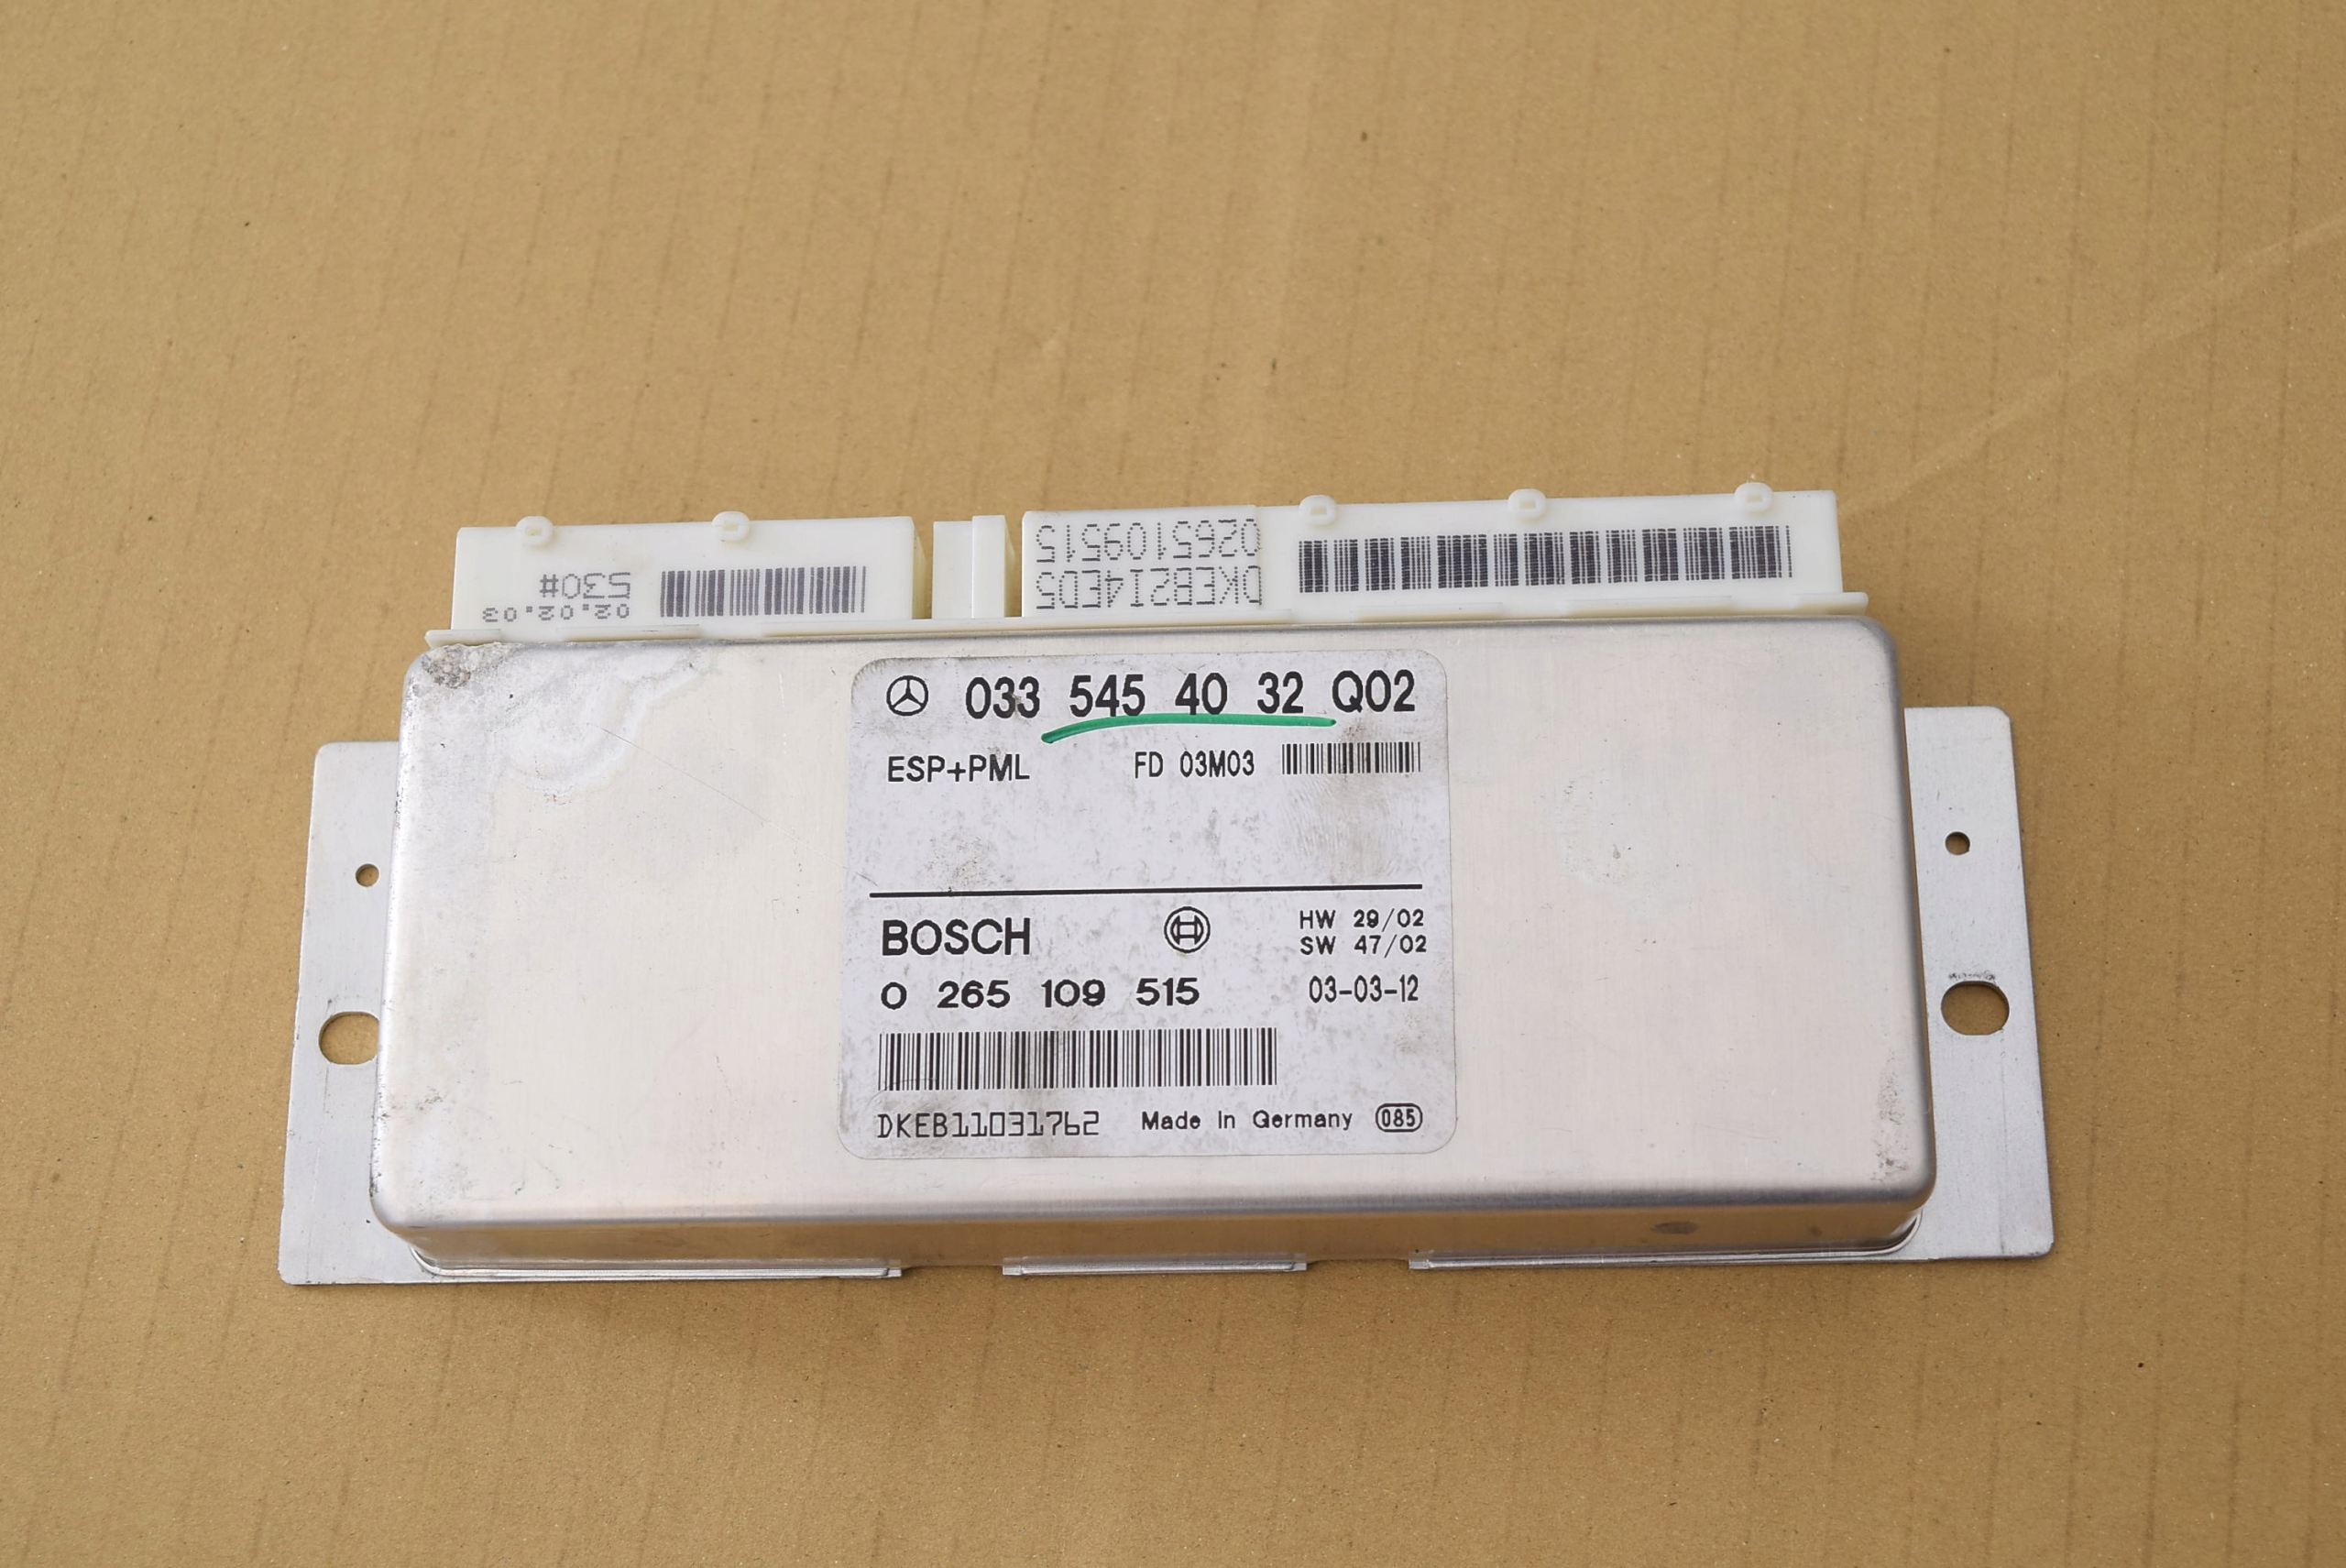 530#
02.02.03
0265109515
DKEB2I4ED5
033 545 40 32 Q02
ESP+PML FD 03M03
BOSCH HW 29/02
SW 47/02
0 265 109 515 03-03-12
DKEB11031762 Made in Germany 085